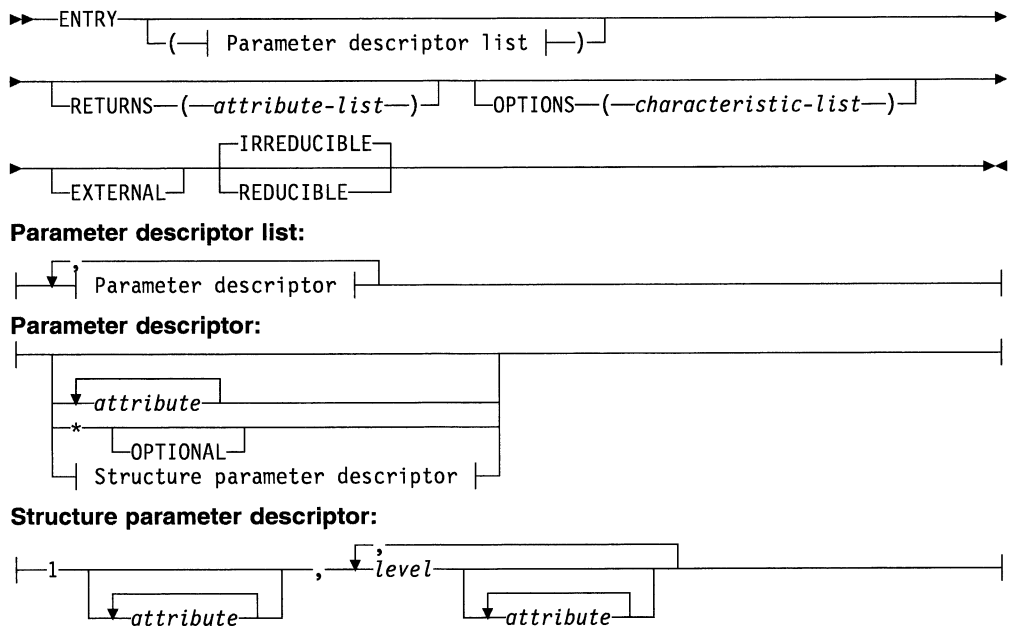 ENTRY
( Parameter descriptor list )
RETURNS ( attribute-list ) OPTIONS ( characteristic-list )
IRREDUCIBLE
EXTERNAL REDUCIBLE
Parameter descriptor list:
,
Parameter descriptor
Parameter descriptor:
attribute
*
OPTIONAL
Structure parameter descriptor
Structure parameter descriptor:
,
1 , level
attribute attribute